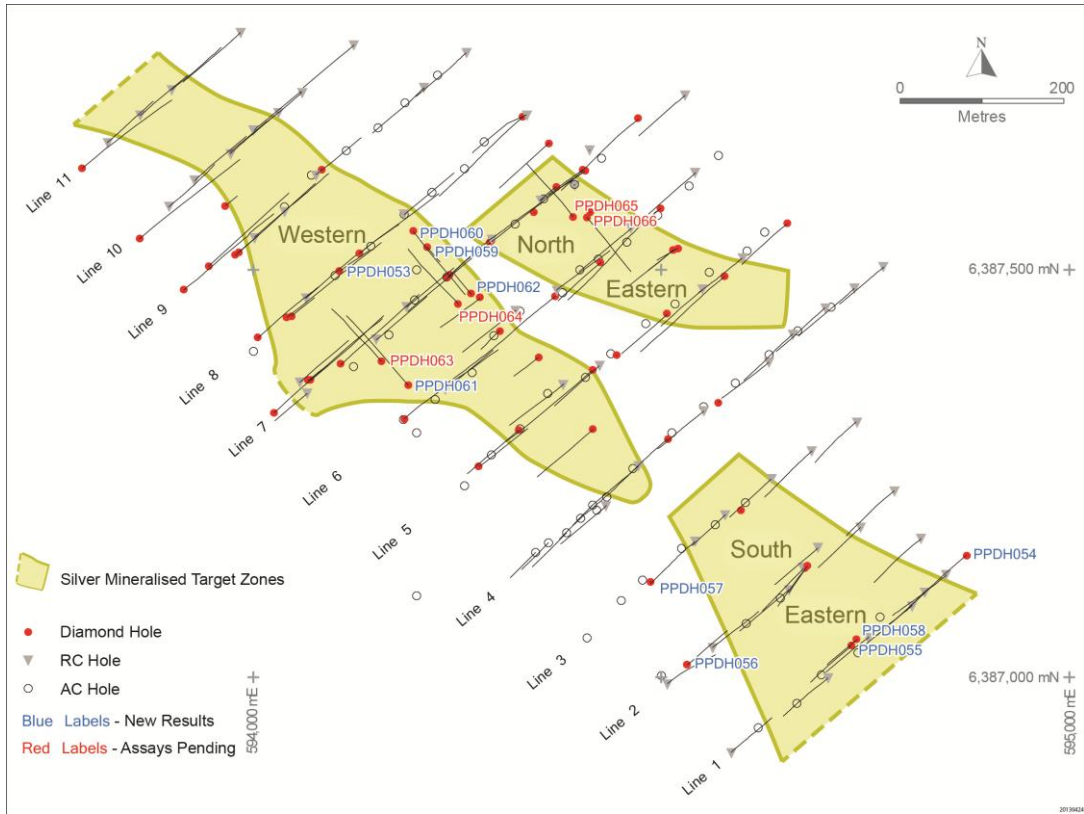 N
0 200
Metres
Line 11
Line 10
Line 9
Line 8
Line 7
Line 6
Line 5
Line 4
Line 3
Line 2
Line 1
Western
North
Eastern
South
Eastern
PPDH065
PPDH066
PPDH060
PPDH059
PPDH053
PPDH062
PPDH064
PPDH063
PPDH061
PPDH054
PPDH057
PPDH058
PPDH055
PPDH056
6,387,500 mN
6,387,000 mN
594,000 mE
595,000 mE
Silver Mineralised Target Zones
Diamond Hole
RC Hole
AC Hole
Blue Labels - New Results
Red Labels - Assays Pending